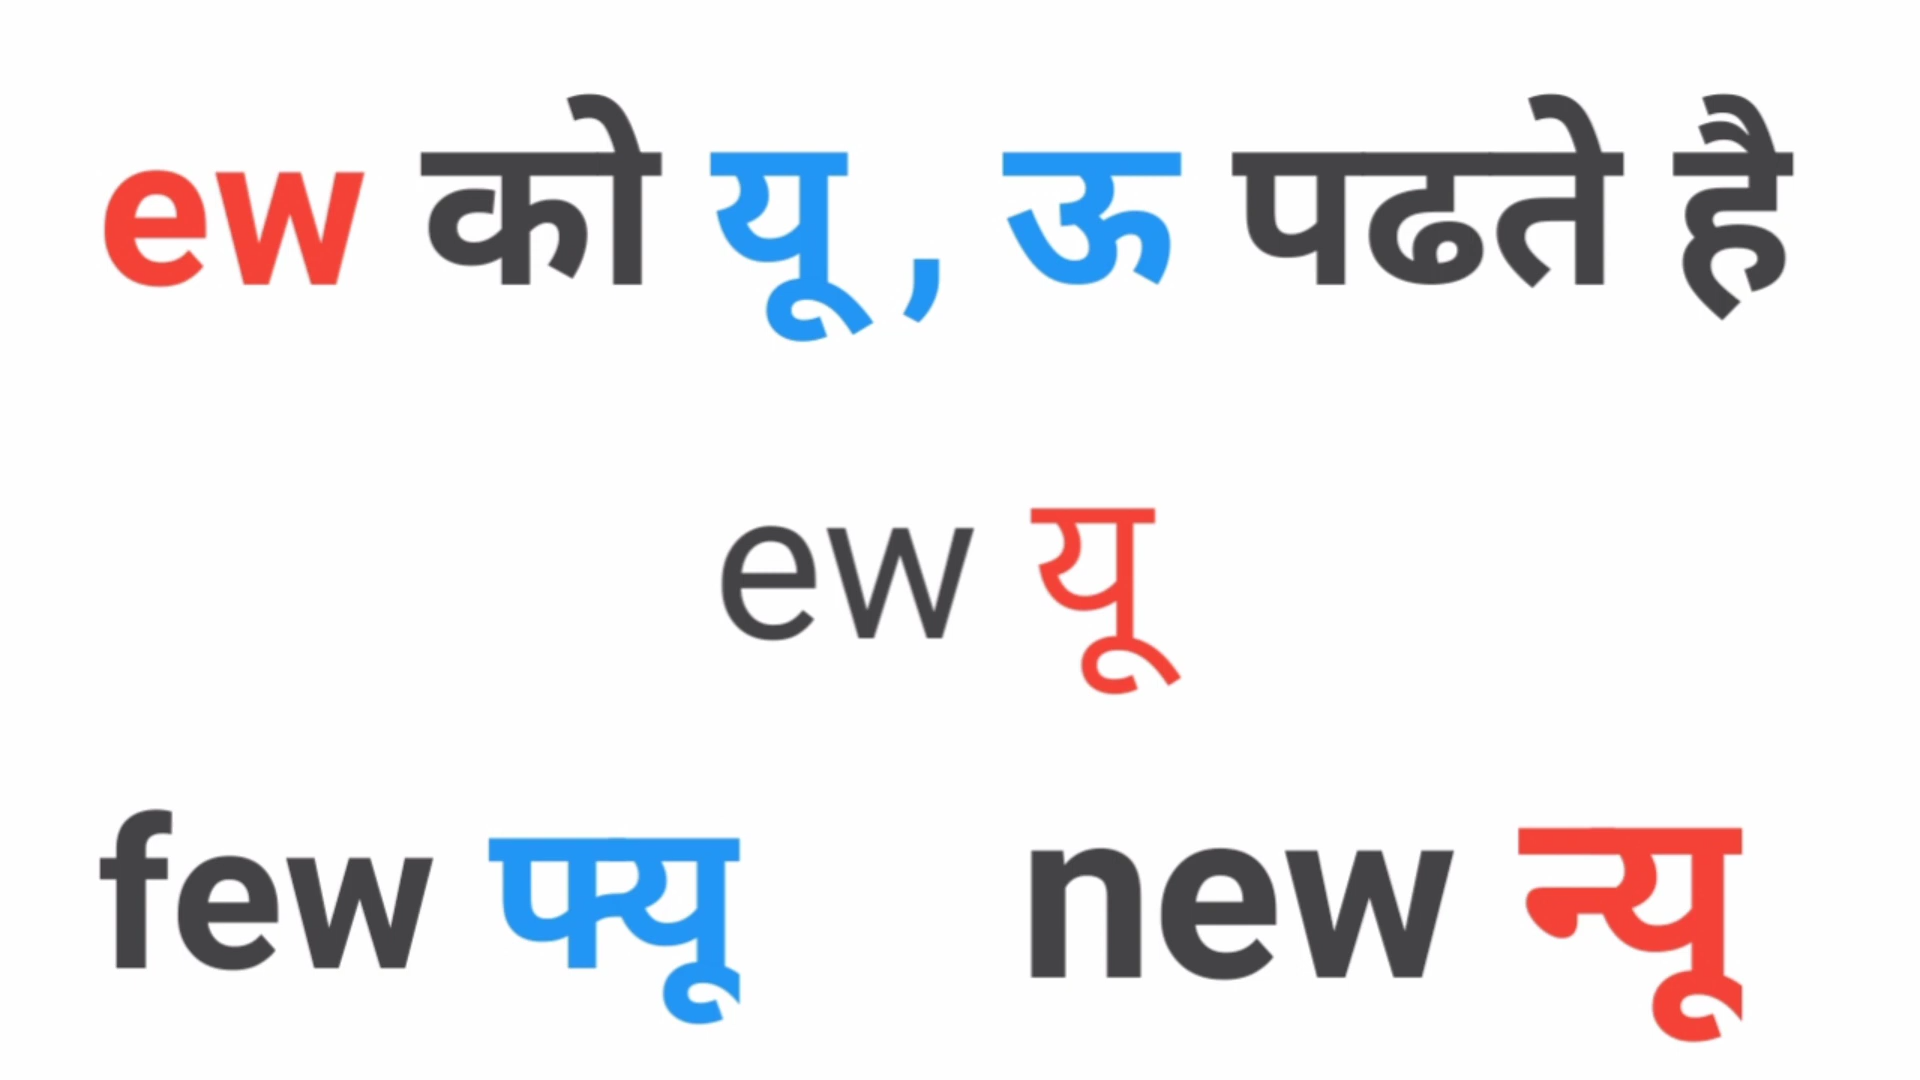 ew को यू , ऊ पढते है
ew यू
few फ्यू new न्यू